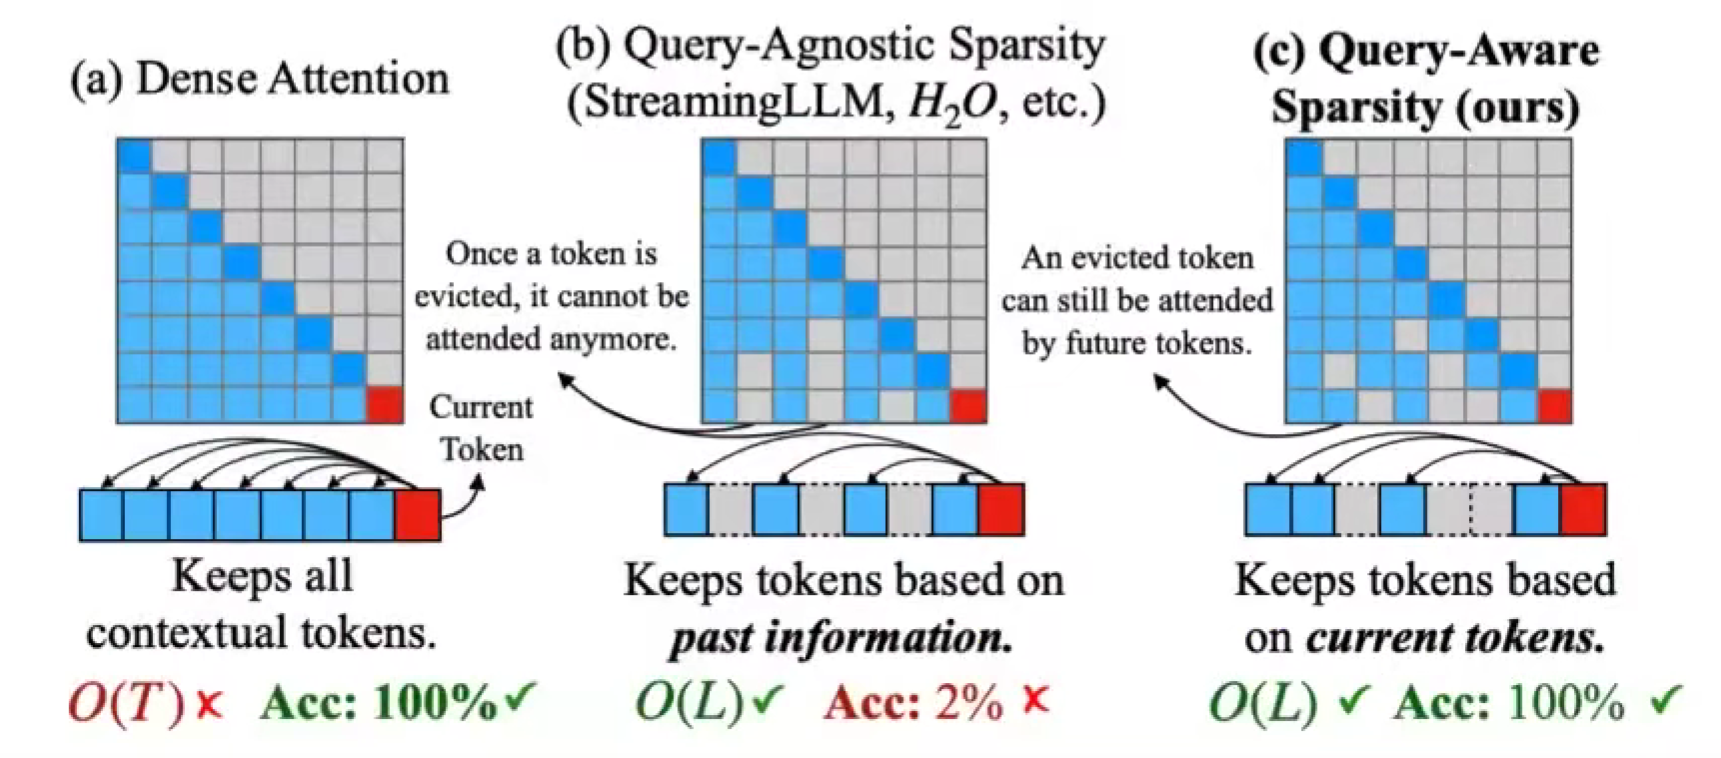 (a) Dense Attention
(b) Query-Agnostic Sparsity
(StreamingLLM, H₂O, etc.)
(c) Query-Aware
Sparsity (ours)
Once a token is
evicted, it cannot be
attended anymore.
An evicted token
can still be attended
by future tokens.
Current
Token
Keeps all
contextual tokens.
Keeps tokens based on
past information.
Keeps tokens based
on current tokens.
O(T) ✗ Acc: 100% ✓
O(L) ✓ Acc: 2% ✗
O(L) ✓ Acc: 100% ✓